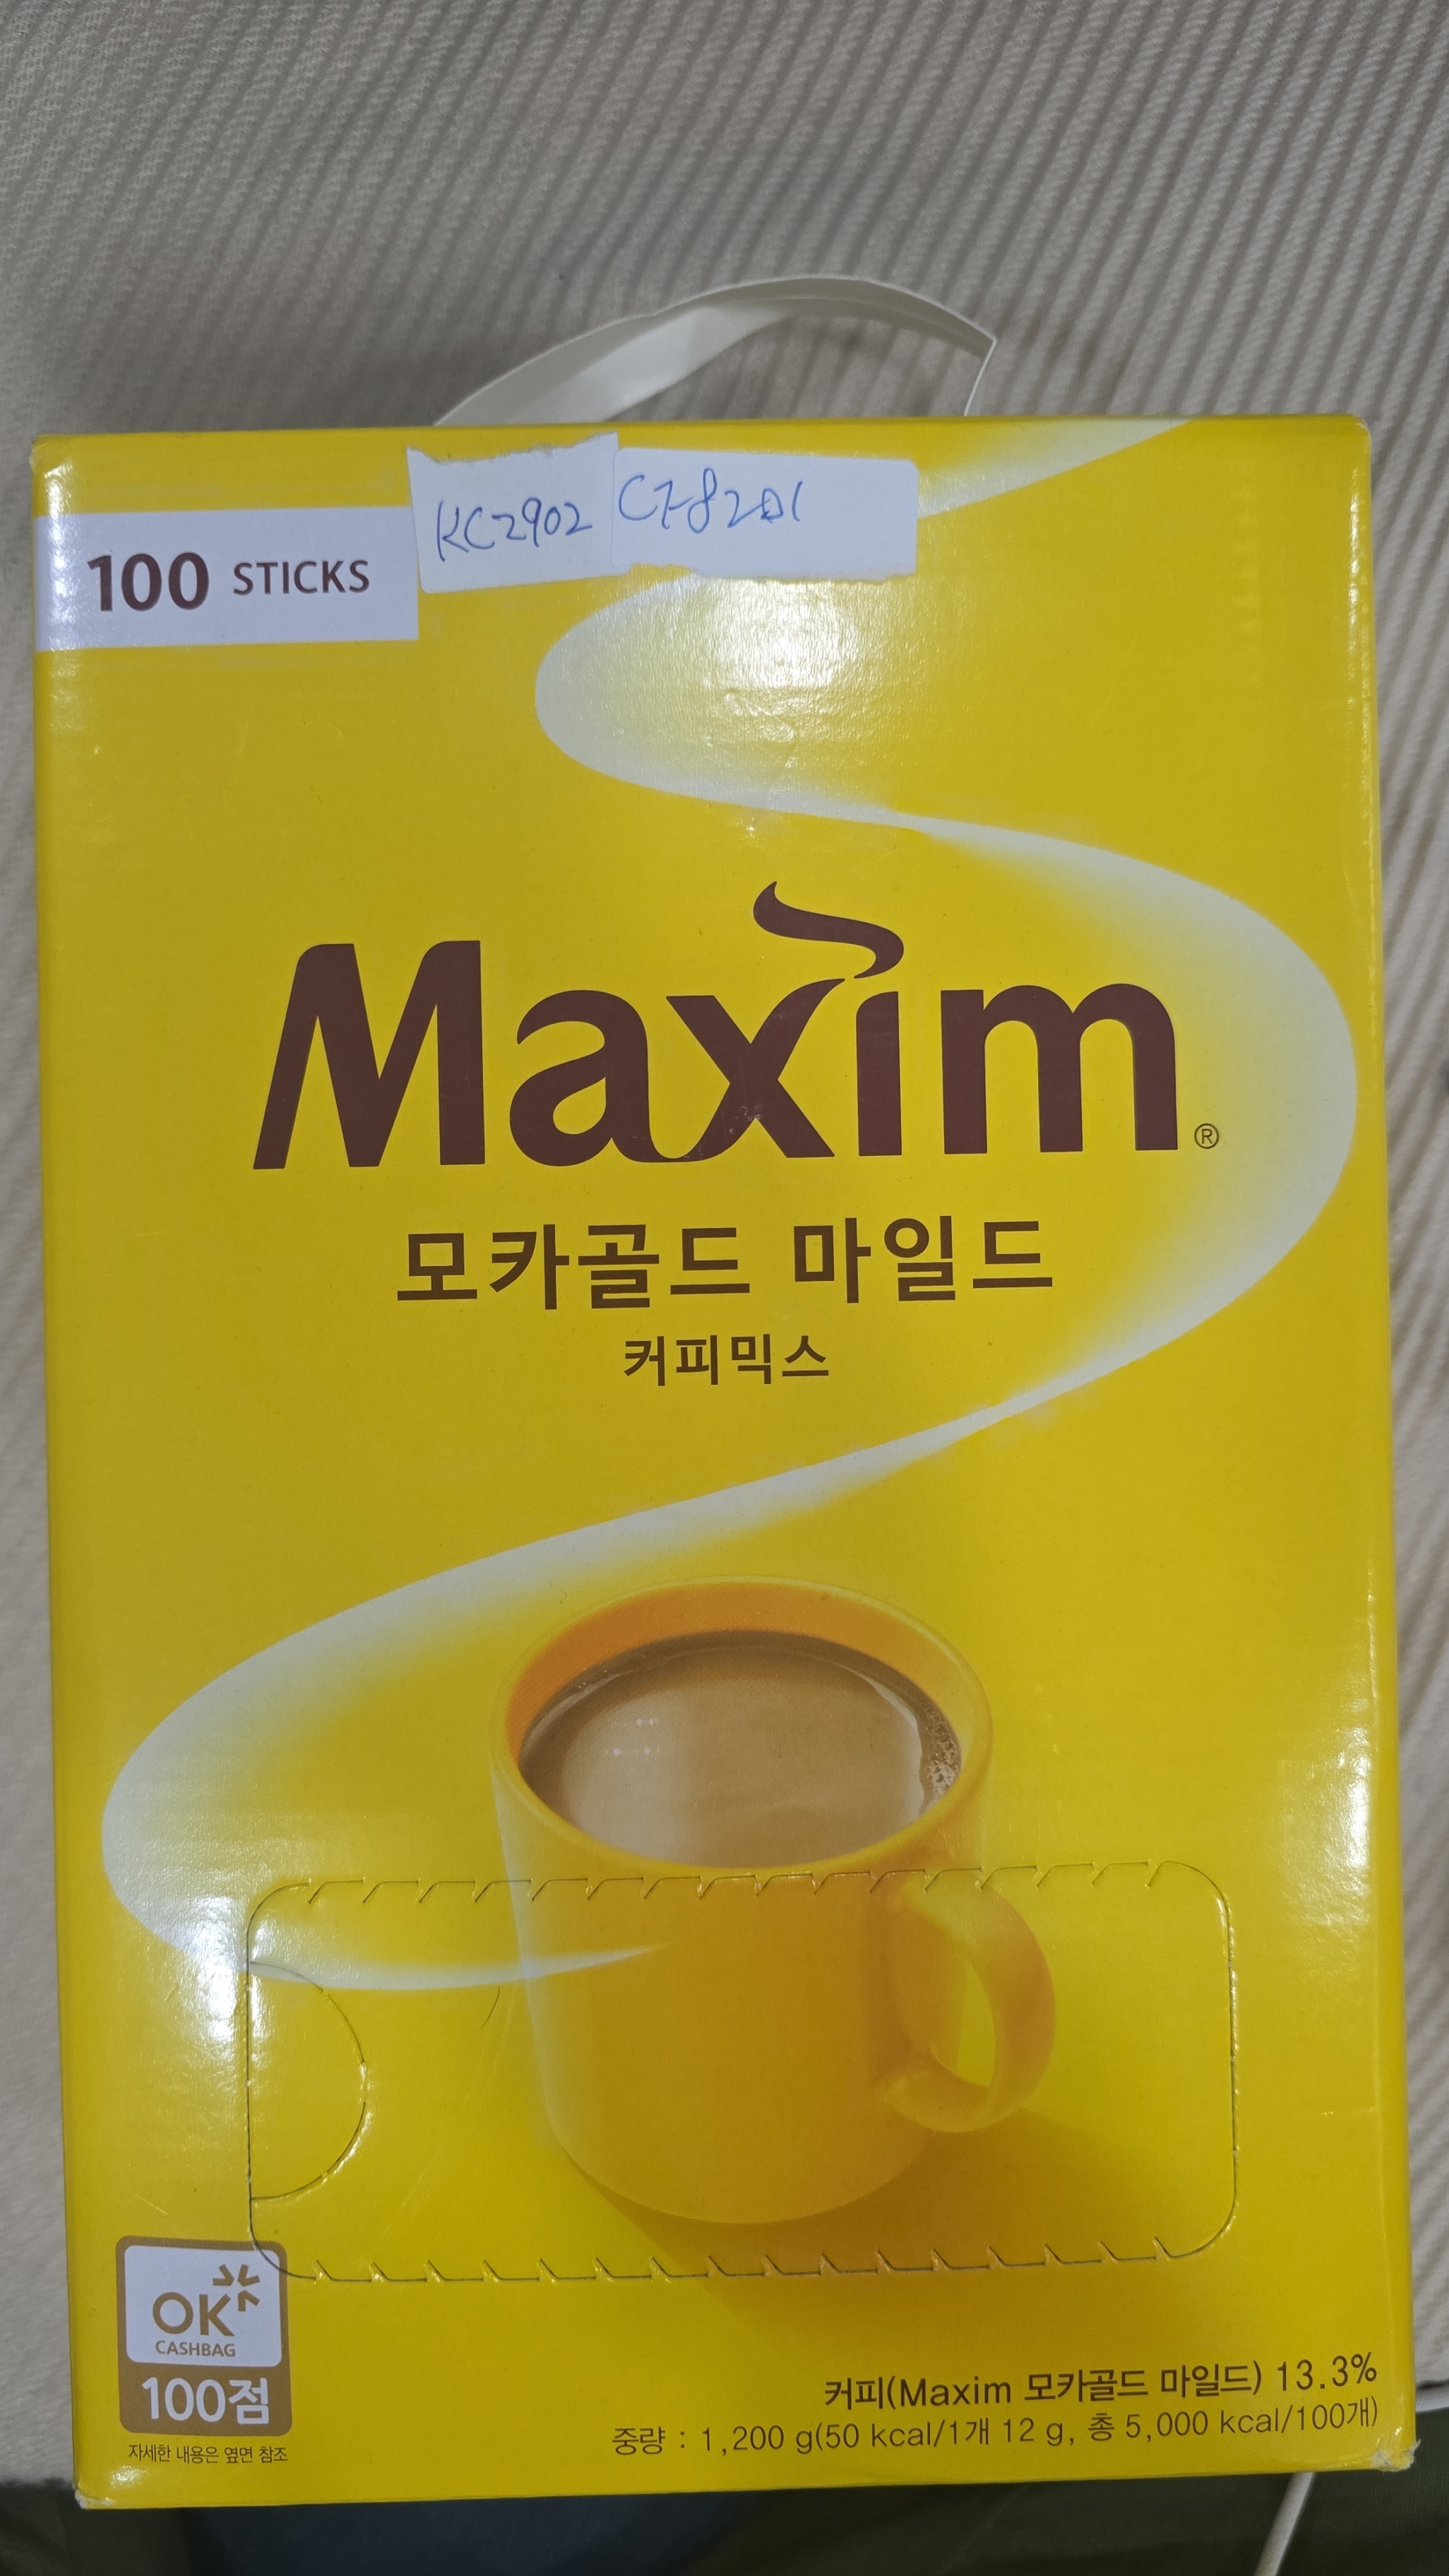 KC2902
100 STICKS
Maxim®
모카골드 마일드
커피믹스
OK
CASHBAG
100점
자세한 내용은 옆면 참조
커피(Maxim 모카골드 마일드) 13.3%
중량 : 1,200 g(50 kcal/1개 12 g, 총 5,000 kcal/100개)